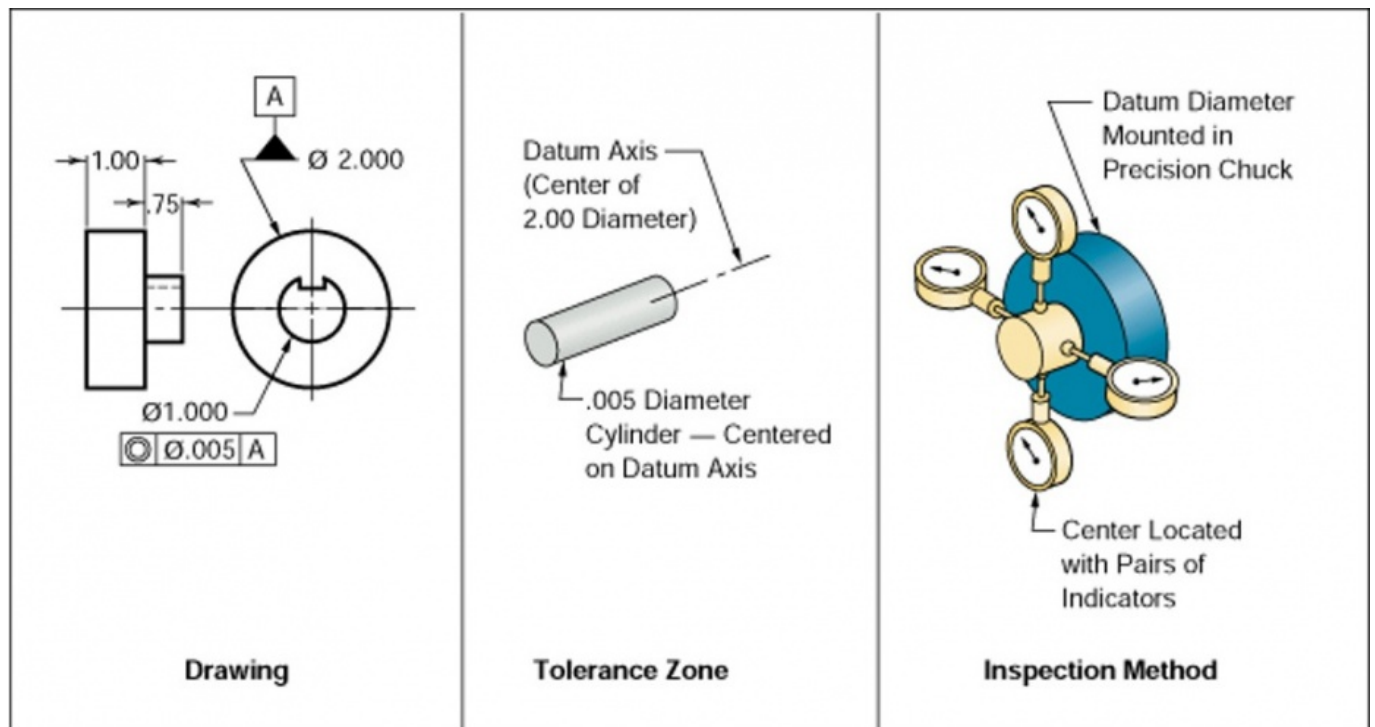 A
Ø 2.000
1.00
.75
Ø1.000
◎ Ø.005 A
Drawing
Datum Axis
(Center of
2.00 Diameter)
.005 Diameter
Cylinder — Centered
on Datum Axis
Tolerance Zone
Datum Diameter
Mounted in
Precision Chuck
Center Located
with Pairs of
Indicators
Inspection Method